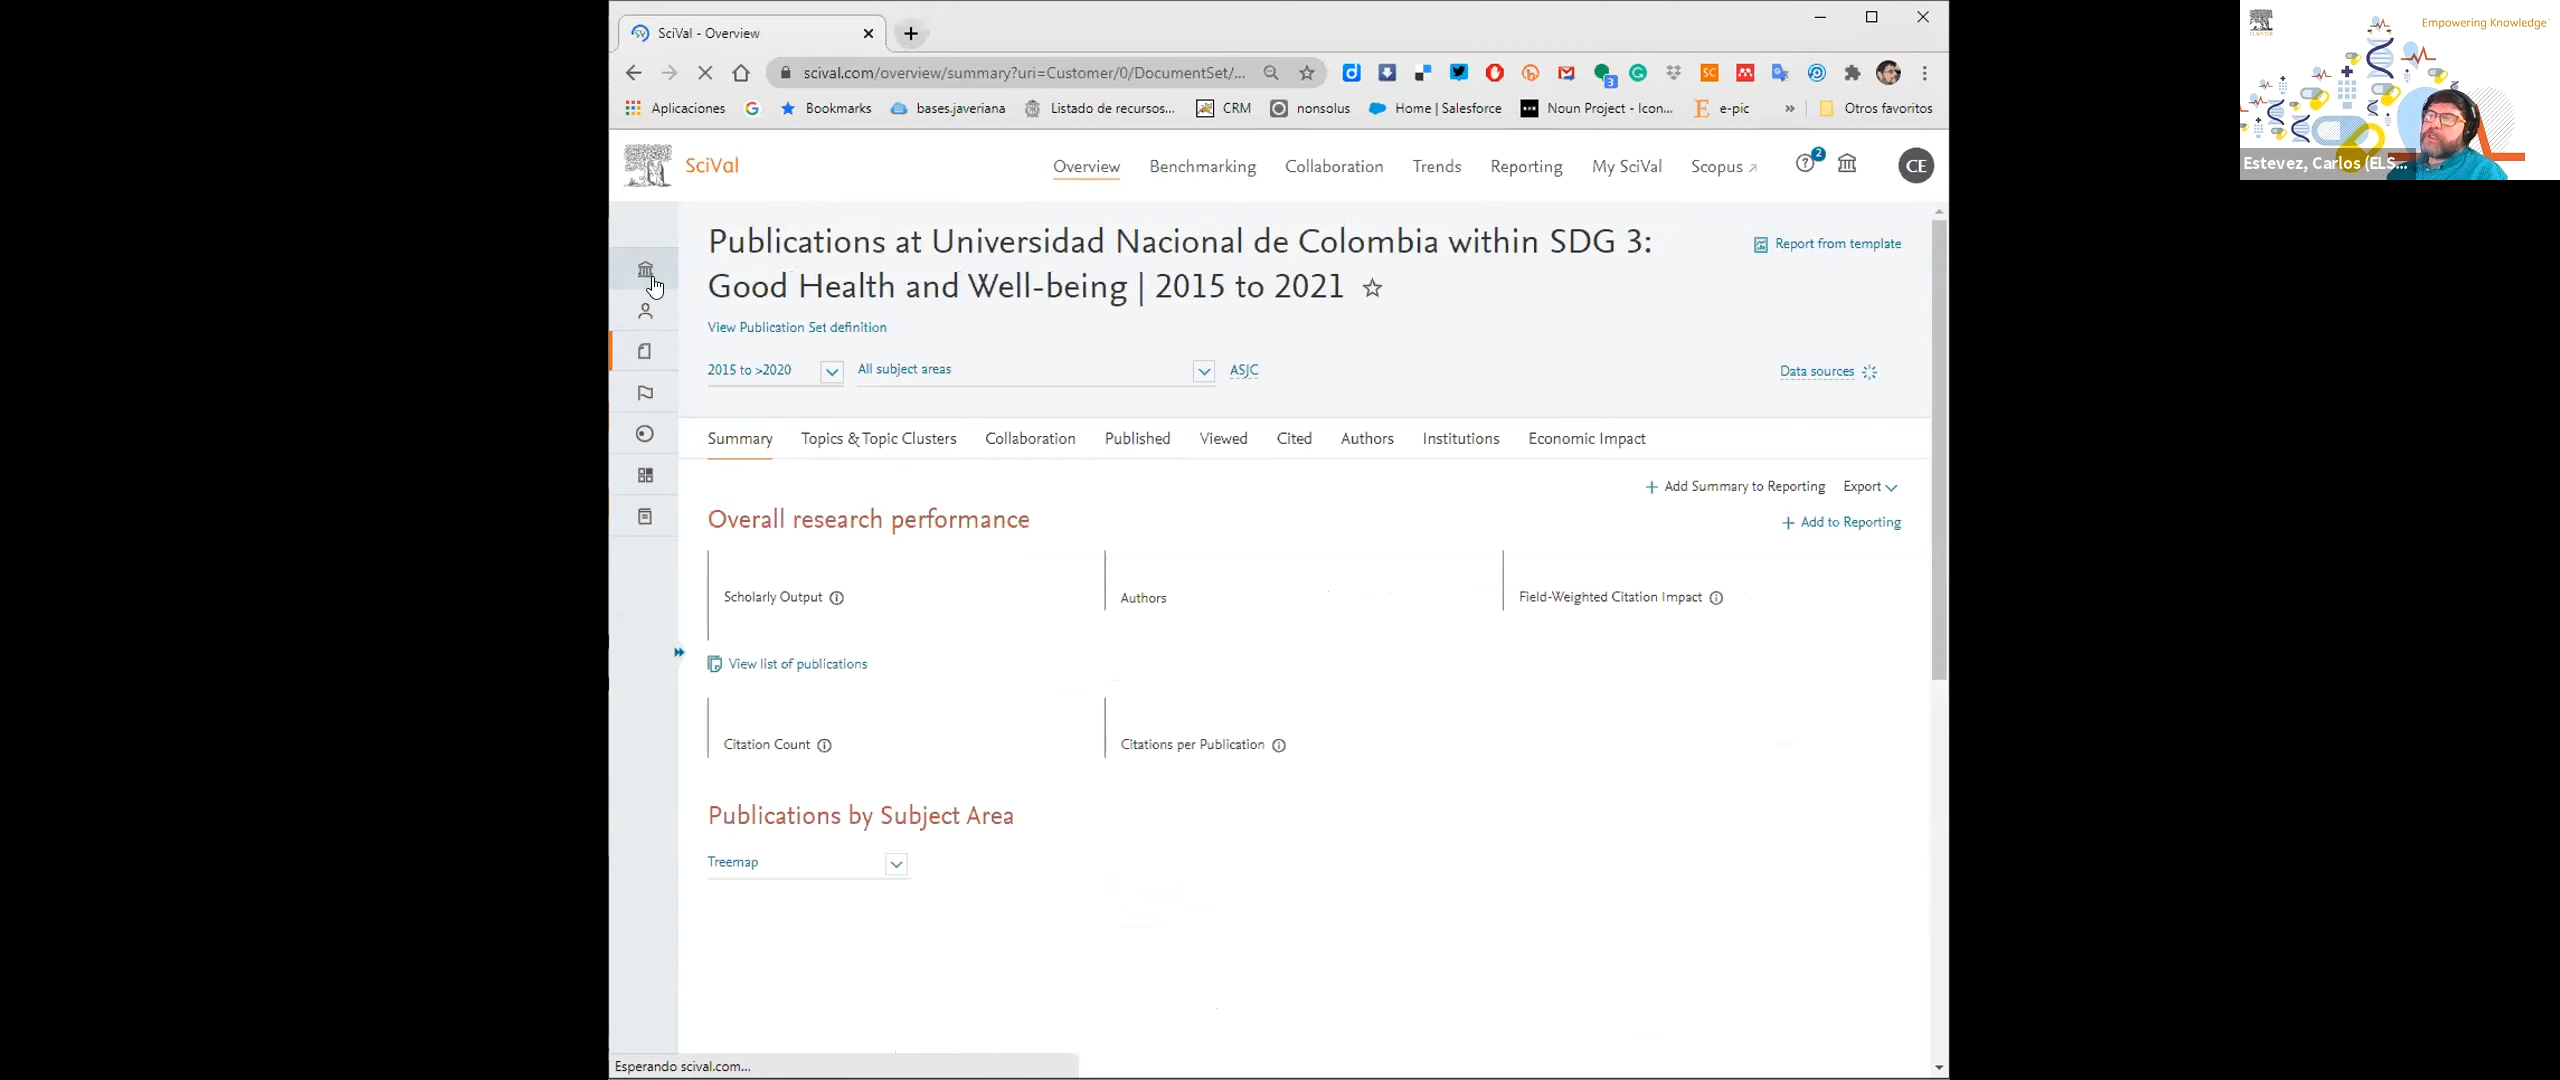 SciVal - Overview
scival.com/overview/summary?uri=Customer/0/DocumentSet/...
3
Aplicaciones
Bookmarks
bases.javeriana
Listado de recursos...
CRM
nonsolus
Home | Salesforce
Noun Project - Icon...
e-pic
»
Otros favoritos
SciVal
Overview
Benchmarking
Collaboration
Trends
Reporting
My SciVal
Scopus
2
CE
Publications at Universidad Nacional de Colombia within SDG 3:
Good Health and Well-being | 2015 to 2021
Report from template
View Publication Set definition
2015 to >2020
All subject areas
ASJC
Data sources
Summary
Topics & Topic Clusters
Collaboration
Published
Viewed
Cited
Authors
Institutions
Economic Impact
+ Add Summary to Reporting
Export
Overall research performance
+ Add to Reporting
Scholarly Output
Authors
Field-Weighted Citation Impact
View list of publications
Citation Count
Citations per Publication
Publications by Subject Area
Treemap
Esperando scival.com...
Empowering Knowledge
ELSEVIER
Estevez, Carlos (ELS...